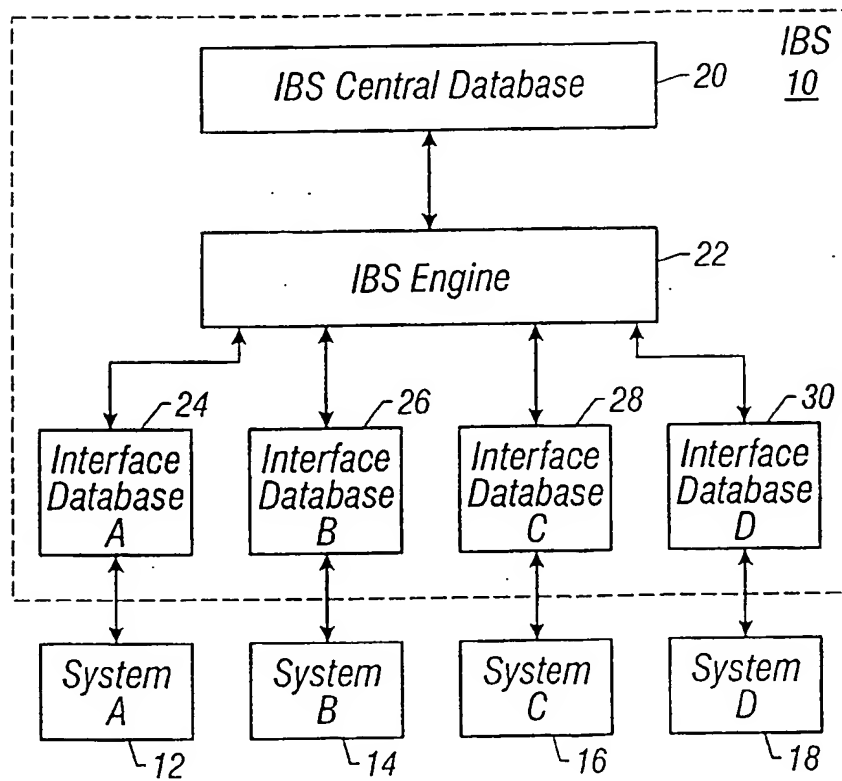 IBS
10
IBS Central Database
20
IBS Engine
22
24
26
28
30
Interface
Database
A
Interface
Database
B
Interface
Database
C
Interface
Database
D
System
A
System
B
System
C
System
D
12
14
16
18